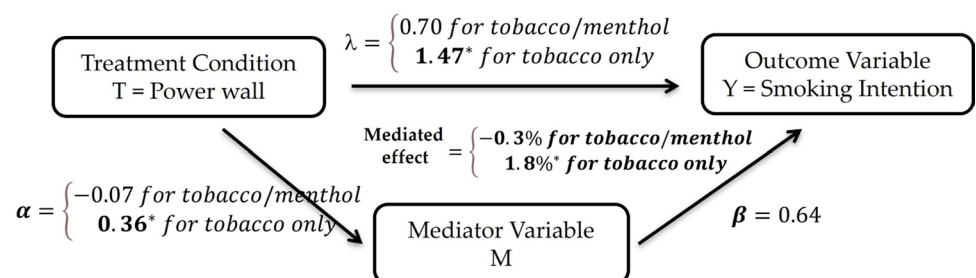 λ = { 0.70 for tobacco/menthol
1.47* for tobacco only
Treatment Condition
T = Power wall
Outcome Variable
Y = Smoking Intention
Mediated effect = { −0.3% for tobacco/menthol
1.8%* for tobacco only
α = { −0.07 for tobacco/menthol
0.36* for tobacco only
Mediator Variable
M
β = 0.64